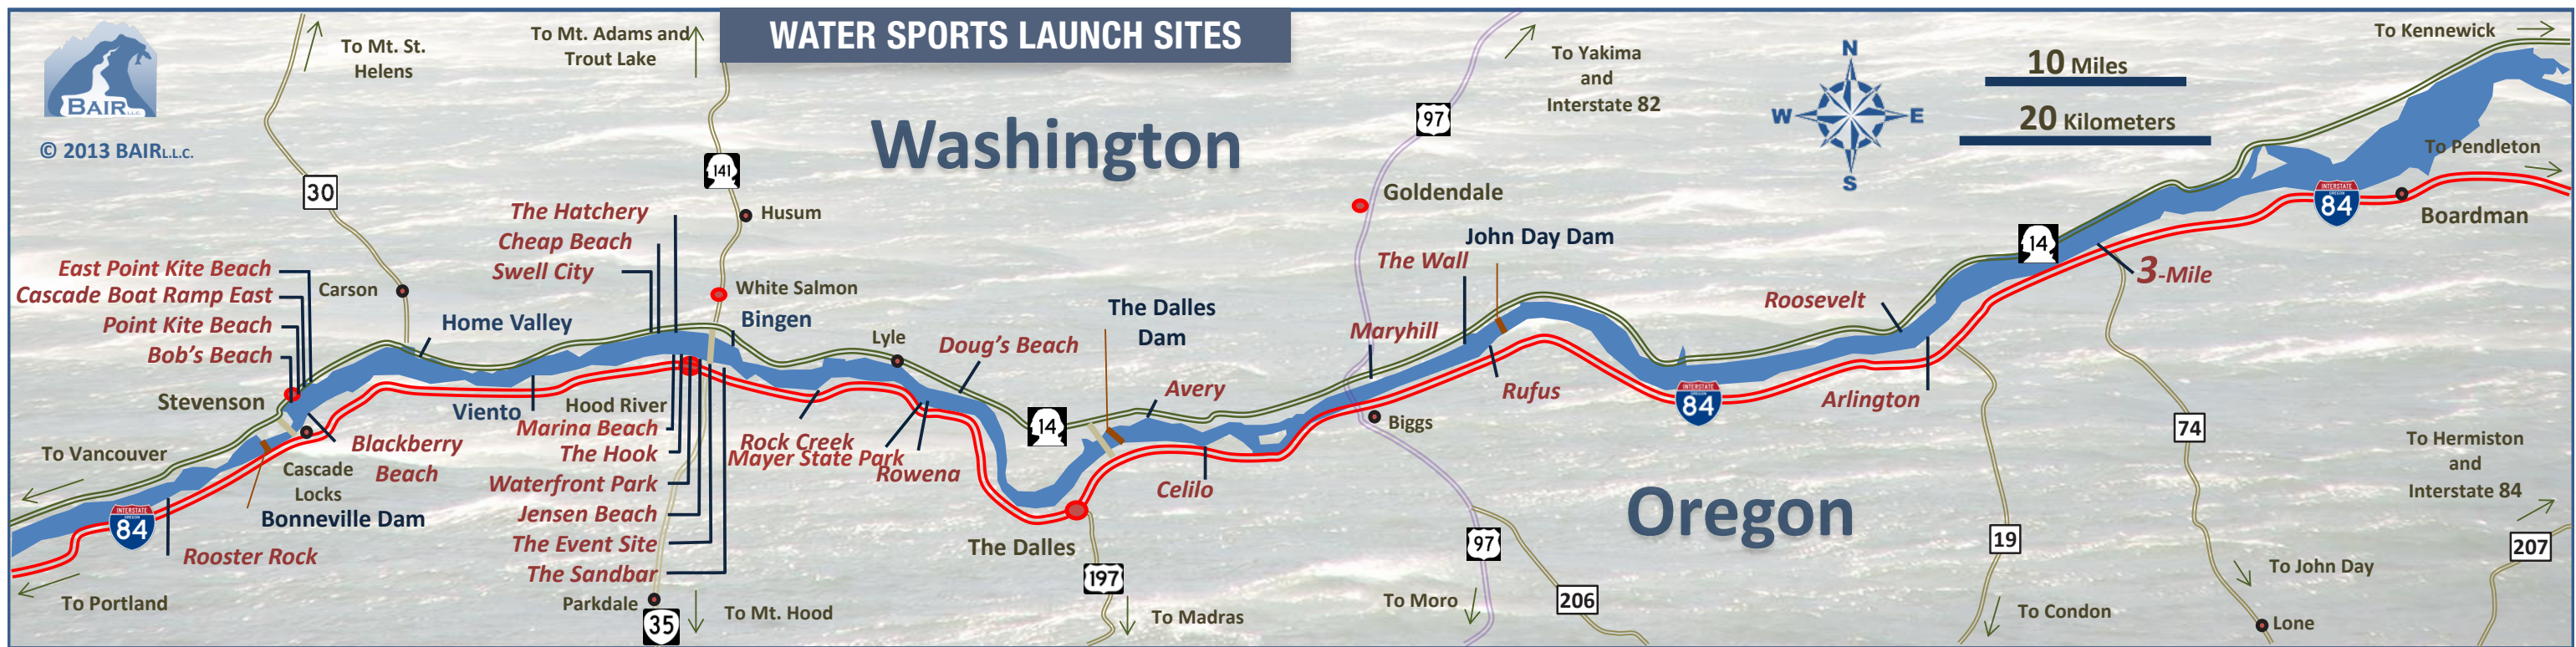 WATER SPORTS LAUNCH SITES
BAIR L.L.C.
© 2013 BAIR L.L.C.
To Mt. St.
Helens
To Mt. Adams and
Trout Lake
To Yakima
and
Interstate 82
N
W
E
S
10 Miles
20 Kilometers
To Kennewick
To Pendleton
Washington
97
141
30
Husum
Goldendale
INTERSTATE
OREGON
84
Boardman
The Hatchery
Cheap Beach
Swell City
East Point Kite Beach
Cascade Boat Ramp East
Point Kite Beach
Bob's Beach
Carson
Home Valley
White Salmon
Bingen
Lyle
Doug's Beach
The Dalles
Dam
Avery
John Day Dam
The Wall
Maryhill
Roosevelt
14
3-Mile
Stevenson
Viento
Hood River
Marina Beach
The Hook
Waterfront Park
Jensen Beach
The Event Site
The Sandbar
Rock Creek
Mayer State Park
Rowena
14
Celilo
Biggs
Rufus
INTERSTATE
OREGON
84
Arlington
74
To Hermiston
and
Interstate 84
To Vancouver
Blackberry
Beach
Cascade
Locks
Bonneville Dam
INTERSTATE
OREGON
84
Rooster Rock
To Portland
Parkdale
35
To Mt. Hood
The Dalles
197
To Madras
Oregon
97
To Moro
206
19
To Condon
To John Day
Lone
207